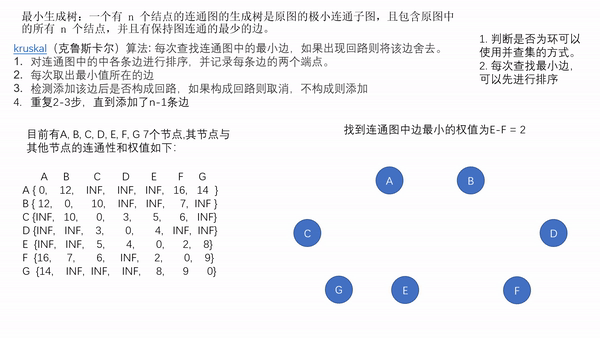 最小生成树：一个有 n 个结点的连通图的生成树是原图的极小连通子图，且包含原图中
的所有 n 个结点，并且有保持图连通的最少的边。
kruskal（克鲁斯卡尔）算法: 每次查找连通图中的最小边，如果出现回路则将该边舍去。
1. 对连通图中的中各条边进行排序，并记录每条边的两个端点。
2. 每次取出最小值所在的边
3. 检测添加该边后是否构成回路，如果构成回路则取消，不构成则添加
4. 重复2-3步，直到添加了n-1条边
1. 判断是否为环可以
使用并查集的方式。
2. 每次查找最小边，
可以先进行排序
目前有A, B, C, D, E, F, G 7个节点,其节点与
其他节点的连通性和权值如下:
A B C D E F G
A { 0, 12, INF, INF, INF, 16, 14 }
B { 12, 0, 10, INF, INF, 7, INF }
C {INF, 10, 0, 3, 5, 6, INF}
D {INF, INF, 3, 0, 4, INF, INF}
E {INF, INF, 5, 4, 0, 2, 8}
F {16, 7, 6, INF, 2, 0, 9}
G {14, INF, INF, INF, 8, 9 0}
找到连通图中边最小的权值为E-F = 2
A
B
C
D
G
E
F